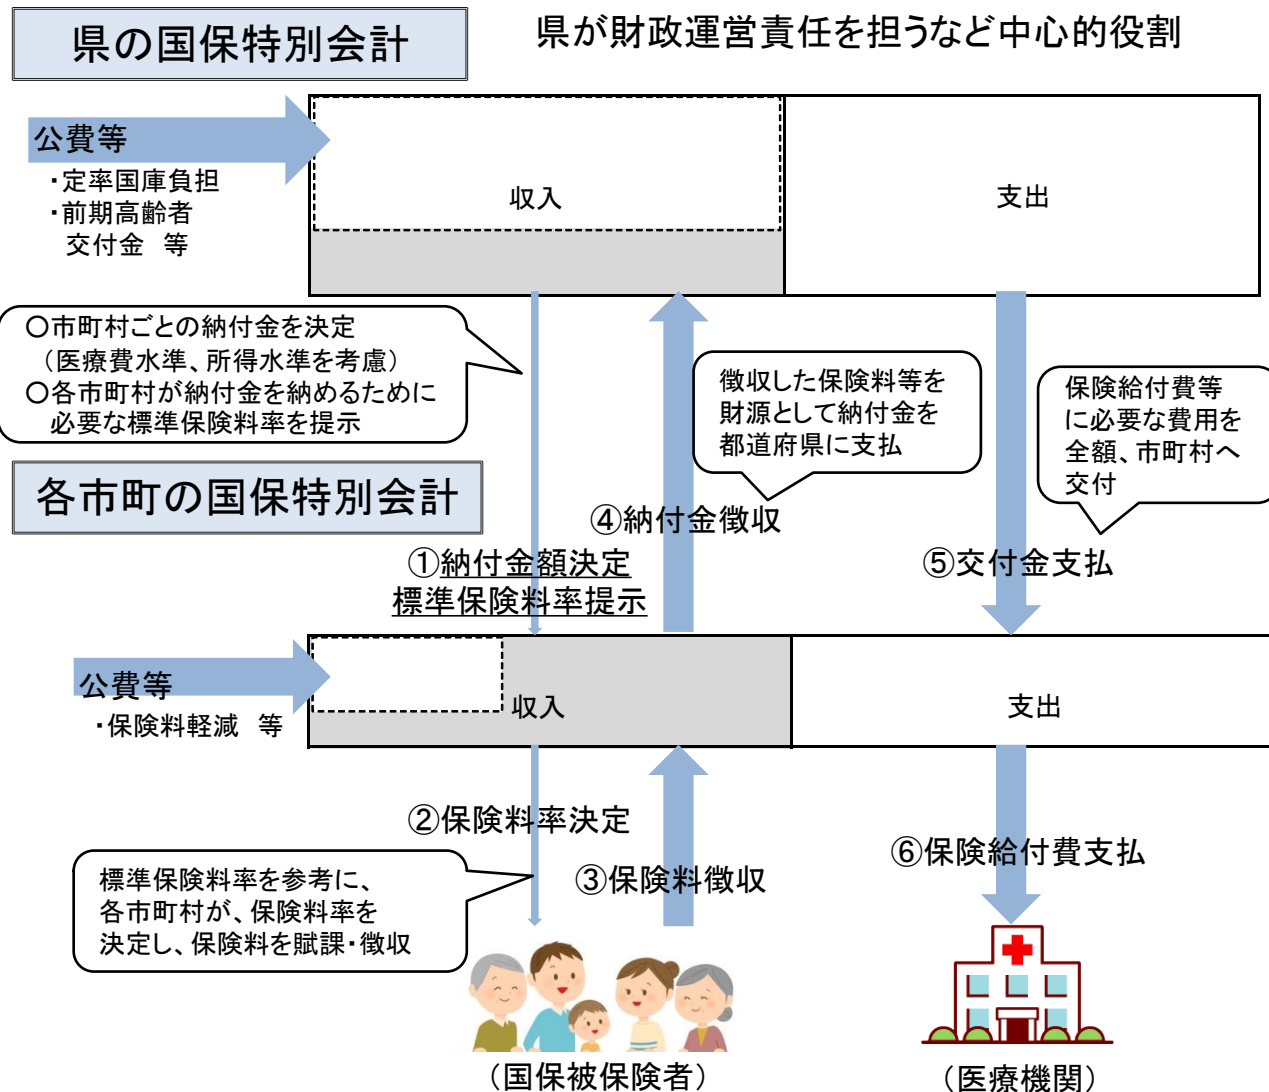 県の国保特別会計
県が財政運営責任を担うなど中心的役割
公費等
・定率国庫負担
・前期高齢者
交付金　等
収入
支出
〇市町村ごとの納付金を決定
（医療費水準、所得水準を考慮）
〇各市町村が納付金を納めるために
必要な標準保険料率を提示
徴収した保険料等を
財源として納付金を
都道府県に支払
保険給付費等
に必要な費用を
全額、市町村へ
交付
各市町の国保特別会計
④納付金徴収
①納付金額決定
標準保険料率提示
⑤交付金支払
公費等
・保険料軽減　等
収入
支出
②保険料率決定
③保険料徴収
⑥保険給付費支払
標準保険料率を参考に、
各市町村が、保険料率を
決定し、保険料を賦課・徴収
（国保被保険者）
（医療機関）